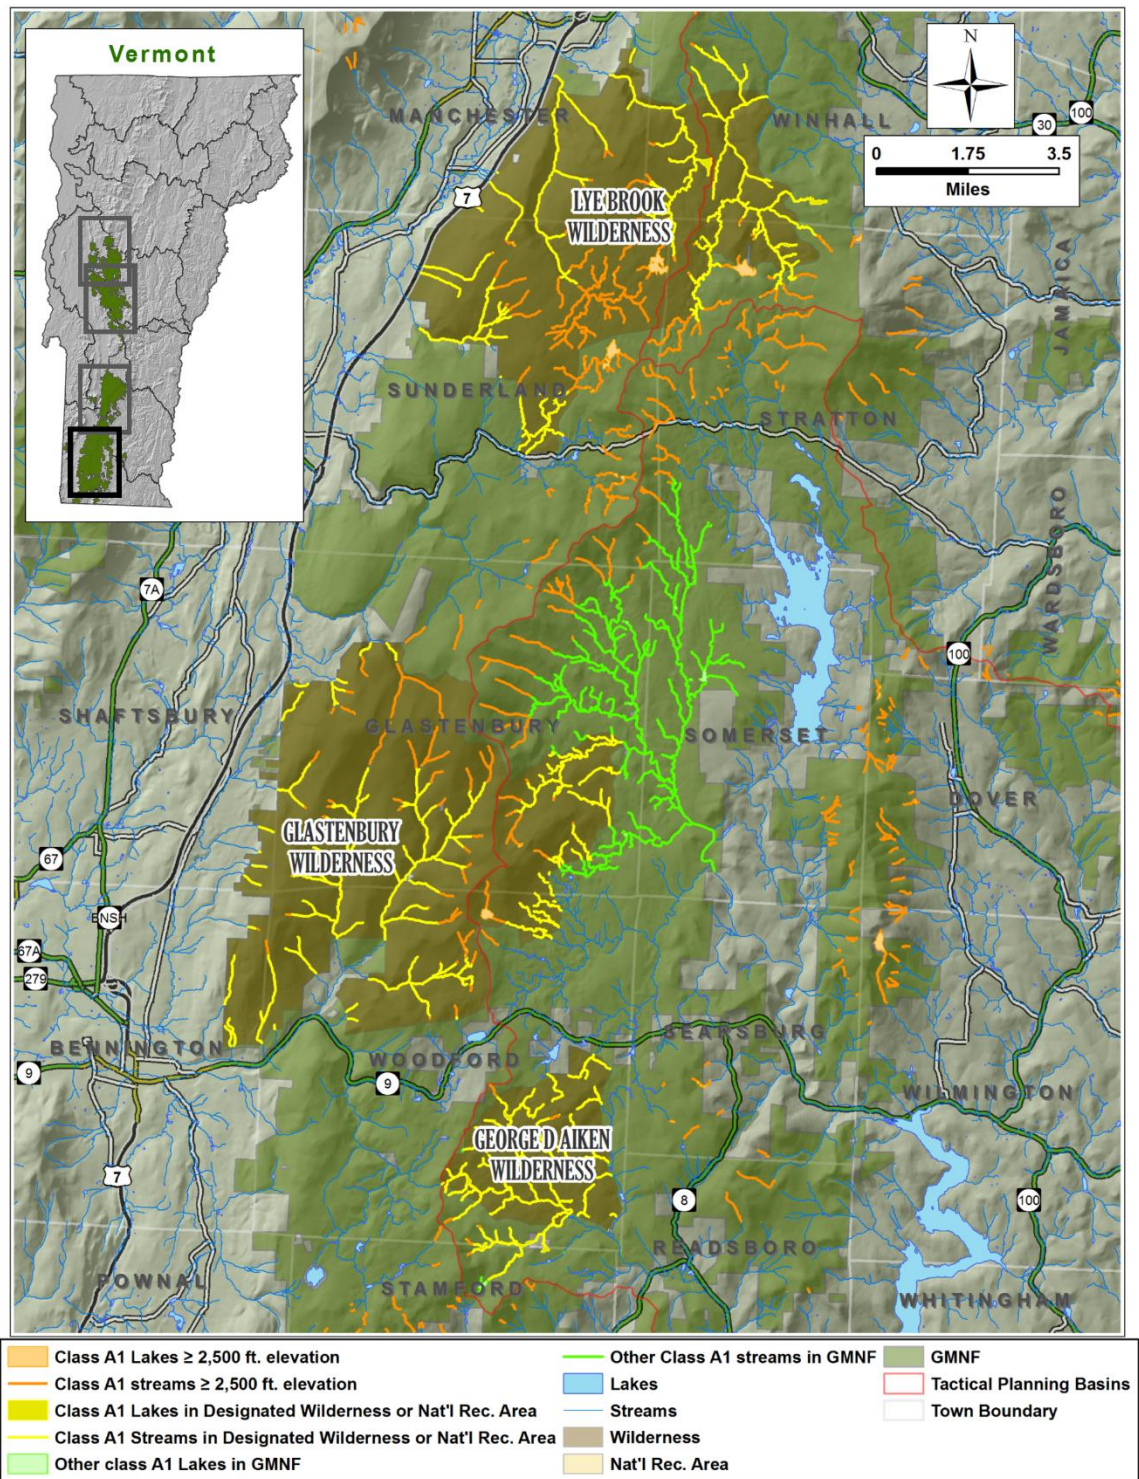 Vermont
N
0 1.75 3.5
Miles
MANCHESTER
WINHALL
30
100
7
LYE BROOK
WILDERNESS
JAMAICA
SUNDERLAND
STRATTON
WARDSBORO
7A
100
SHAFTSBURY
GLASTENBURY
SOMERSET
DOVER
GLASTENBURY
WILDERNESS
67
ENSH
67A
279
BENNINGTON
WOODFORD
SEARSBURG
9
9
WILMINGTON
GEORGE D AIKEN
WILDERNESS
7
8
100
READSBORO
POWNAL
STAMFORD
WHITINGHAM
Class A1 Lakes ≥ 2,500 ft. elevation
Class A1 streams ≥ 2,500 ft. elevation
Class A1 Lakes in Designated Wilderness or Nat'l Rec. Area
Class A1 Streams in Designated Wilderness or Nat'l Rec. Area
Other class A1 Lakes in GMNF
Other Class A1 streams in GMNF
Lakes
Streams
Wilderness
Nat'l Rec. Area
GMNF
Tactical Planning Basins
Town Boundary